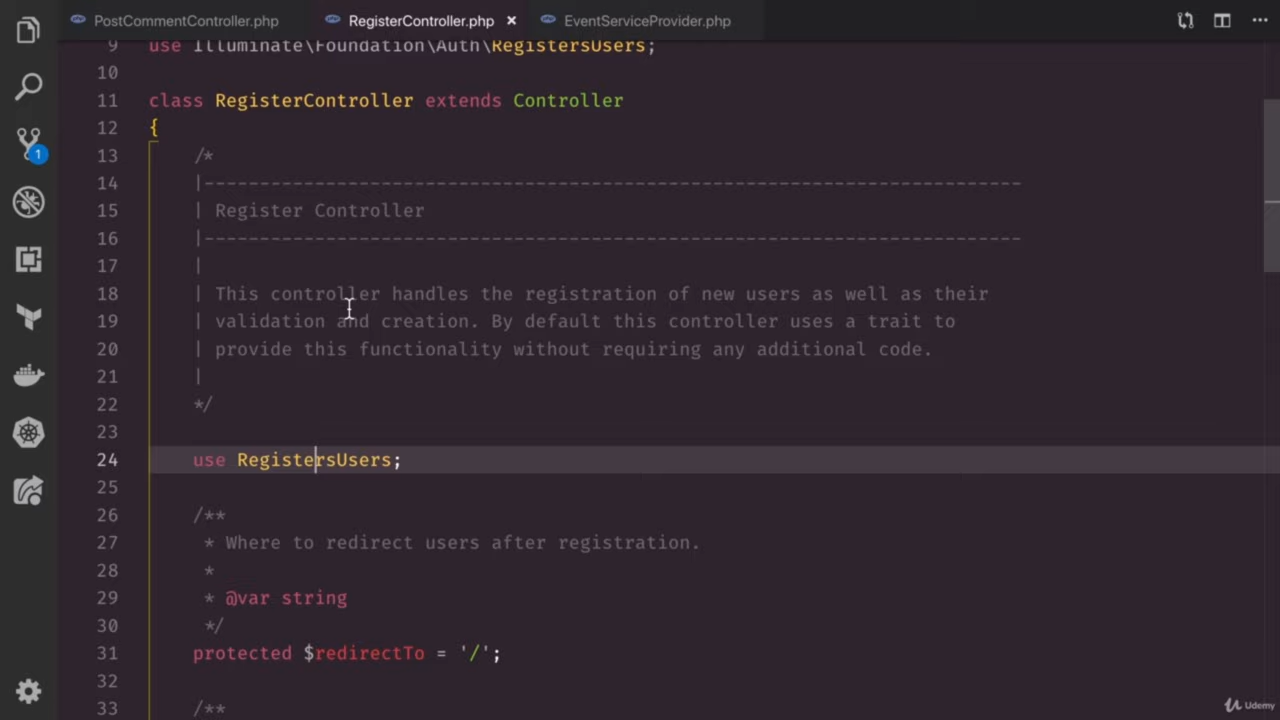 PostCommentController.php RegisterController.php × EventServiceProvider.php ···
9 use Illuminate\Foundation\Auth\RegistersUsers;
10
11 class RegisterController extends Controller
12 {
13 /*
14 |--------------------------------------------------------------------------
15 | Register Controller
16 |--------------------------------------------------------------------------
17 |
18 | This controller handles the registration of new users as well as their
19 | validation and creation. By default this controller uses a trait to
20 | provide this functionality without requiring any additional code.
21 |
22 */
23
24 use RegistersUsers;
25
26 /**
27 * Where to redirect users after registration.
28 *
29 * @var string
30 */
31 protected $redirectTo = '/';
32
33 /**
1
Udemy